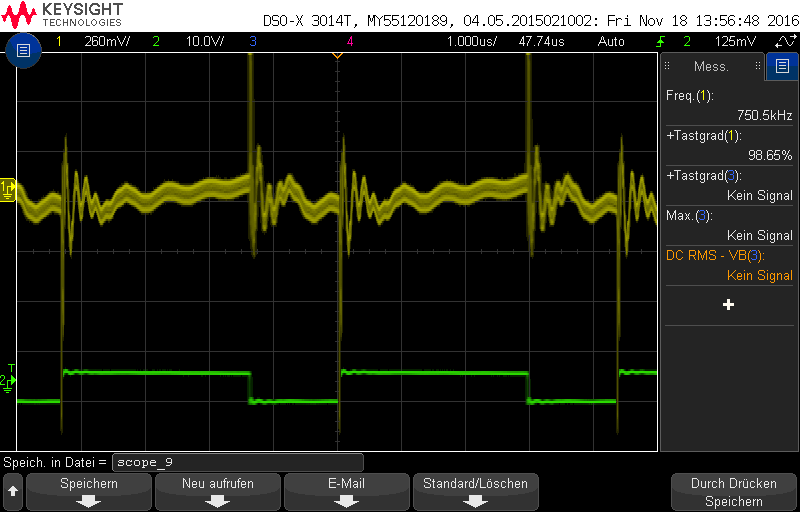 KEYSIGHT
TECHNOLOGIES
DSO-X 3014T, MY55120189, 04.05.2015021002: Fri Nov 18 13:56:48 2016
1 260mV/ 2 10.0V/ 3 4 1.000us/ 47.74us Auto 2 125mV
Mess.
Freq.(1):
750.5kHz
+Tastgrad(1):
98.65%
+Tastgrad(3):
Kein Signal
Max.(3):
Kein Signal
DC RMS - VB(3):
Kein Signal
1
T
2
Speich. in Datei = scope_9
Speichern Neu aufrufen E-Mail Standard/Löschen Durch Drücken
Speichern